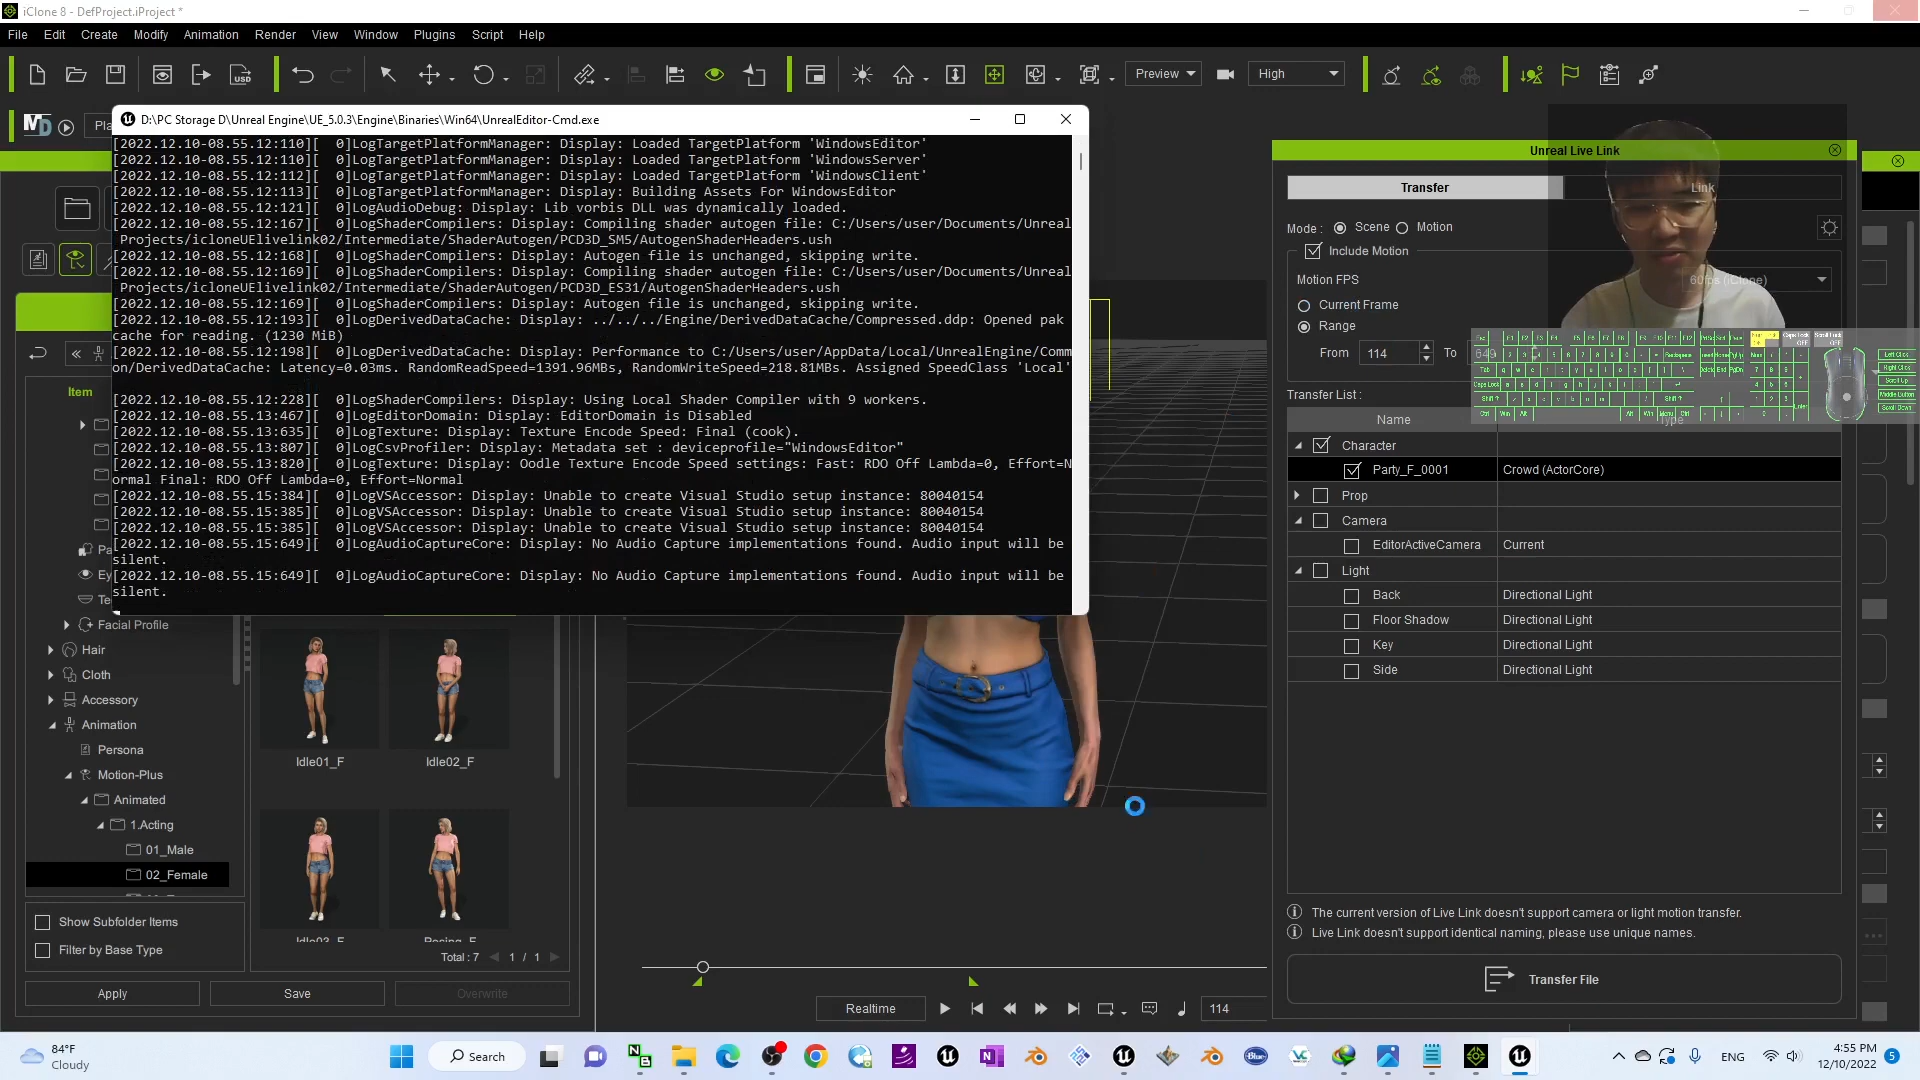 iClone 8 - DefProject.iProject *
File Edit Create Modify Animation Render View Window Plugins Script Help
Preview High
D:\PC Storage D\Unreal Engine\UE_5.0.3\Engine\Binaries\Win64\UnrealEditor-Cmd.exe
[2022.12.10-08.55.12:110][  0]LogTargetPlatformManager: Display: Loaded TargetPlatform 'WindowsEditor'
[2022.12.10-08.55.12:110][  0]LogTargetPlatformManager: Display: Loaded TargetPlatform 'WindowsServer'
[2022.12.10-08.55.12:112][  0]LogTargetPlatformManager: Display: Loaded TargetPlatform 'WindowsClient'
[2022.12.10-08.55.12:113][  0]LogTargetPlatformManager: Display: Building Assets For WindowsEditor
[2022.12.10-08.55.12:121][  0]LogAudioDebug: Display: Lib vorbis DLL was dynamically loaded.
[2022.12.10-08.55.12:167][  0]LogShaderCompilers: Display: Compiling shader autogen file: C:/Users/user/Documents/Unreal
Projects/icloneUElivelink02/Intermediate/ShaderAutogen/PCD3D_SM5/AutogenShaderHeaders.ush
[2022.12.10-08.55.12:168][  0]LogShaderCompilers: Display: Autogen file is unchanged, skipping write.
[2022.12.10-08.55.12:169][  0]LogShaderCompilers: Display: Compiling shader autogen file: C:/Users/user/Documents/Unreal
Projects/icloneUElivelink02/Intermediate/ShaderAutogen/PCD3D_ES31/AutogenShaderHeaders.ush
[2022.12.10-08.55.12:169][  0]LogShaderCompilers: Display: Autogen file is unchanged, skipping write.
[2022.12.10-08.55.12:193][  0]LogDerivedDataCache: Display: ../../../Engine/DerivedDataCache/Compressed.ddp: Opened pak
cache for reading. (1230 MiB)
[2022.12.10-08.55.12:198][  0]LogDerivedDataCache: Display: Performance to C:/Users/user/AppData/Local/UnrealEngine/Comm
on/DerivedDataCache: Latency=0.03ms. RandomReadSpeed=1391.96MBs, RandomWriteSpeed=218.81MBs. Assigned SpeedClass 'Local'
[2022.12.10-08.55.12:228][  0]LogShaderCompilers: Display: Using Local Shader Compiler with 9 workers.
[2022.12.10-08.55.13:467][  0]LogEditorDomain: Display: EditorDomain is Disabled
[2022.12.10-08.55.13:635][  0]LogTexture: Display: Texture Encode Speed: Final (cook).
[2022.12.10-08.55.13:807][  0]LogCsvProfiler: Display: Metadata set : deviceprofile="WindowsEditor"
[2022.12.10-08.55.13:820][  0]LogTexture: Display: Oodle Texture Encode Speed settings: Fast: RDO Off Lambda=0, Effort=N
ormal Final: RDO Off Lambda=0, Effort=Normal
[2022.12.10-08.55.15:384][  0]LogVSAccessor: Display: Unable to create Visual Studio setup instance: 80040154
[2022.12.10-08.55.15:385][  0]LogVSAccessor: Display: Unable to create Visual Studio setup instance: 80040154
[2022.12.10-08.55.15:385][  0]LogVSAccessor: Display: Unable to create Visual Studio setup instance: 80040154
[2022.12.10-08.55.15:649][  0]LogAudioCaptureCore: Display: No Audio Capture implementations found. Audio input will be
silent.
[2022.12.10-08.55.15:649][  0]LogAudioCaptureCore: Display: No Audio Capture implementations found. Audio input will be
silent.
Item
Facial Profile
Hair
Cloth
Accessory
Animation
Persona
Motion-Plus
Animated
1.Acting
01_Male
02_Female
Show Subfolder Items
Filter by Base Type
Idle01_F Idle02_F
Total : 7 1 / 1
Apply Save Overwrite
Realtime 114
Unreal Live Link
Transfer Link
Mode : Scene Motion
Include Motion
Motion FPS 60fps (iClone)
Current Frame
Range
From 114 To 649
Transfer List :
Name Type
Character
Party_F_0001 Crowd (ActorCore)
Prop
Camera
EditorActiveCamera Current
Light
Back Directional Light
Floor Shadow Directional Light
Key Directional Light
Side Directional Light
The current version of Live Link doesn't support camera or light motion transfer.
Live Link doesn't support identical naming, please use unique names.
Transfer File
84°F
Cloudy
Search
ENG
4:55 PM
12/10/2022
5